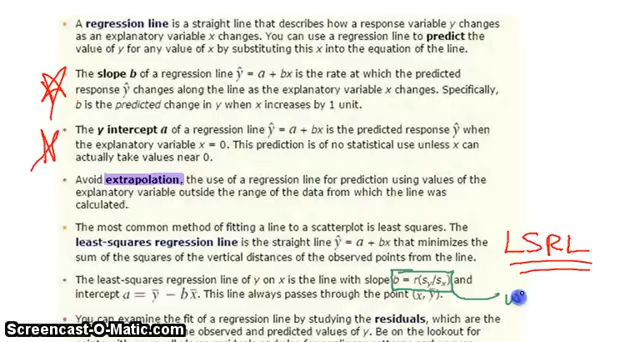 A regression line is a straight line that describes how a response variable y changes
as an explanatory variable x changes. You can use a regression line to predict the
value of y for any value of x by substituting this x into the equation of the line.
The slope b of a regression line ŷ = a + bx is the rate at which the predicted
response ŷ changes along the line as the explanatory variable x changes. Specifically,
b is the predicted change in y when x increases by 1 unit.
The y intercept a of a regression line ŷ = a + bx is the predicted response ŷ when
the explanatory variable x = 0. This prediction is of no statistical use unless x can
actually take values near 0.
Avoid extrapolation, the use of a regression line for prediction using values of the
explanatory variable outside the range of the data from which the line was
calculated.
The most common method of fitting a line to a scatterplot is least squares. The
least-squares regression line is the straight line ŷ = a + bx that minimizes the
sum of the squares of the vertical distances of the observed points from the line.
LSRL
The least-squares regression line of y on x is the line with slope b = r(sy/sx) and
intercept a = ȳ − bx̄. This line always passes through the point (x̄, ȳ).
You can examine the fit of a regression line by studying the residuals, which are the
the observed and predicted values of y. Be on the lookout for
Screencast-O-Matic.com